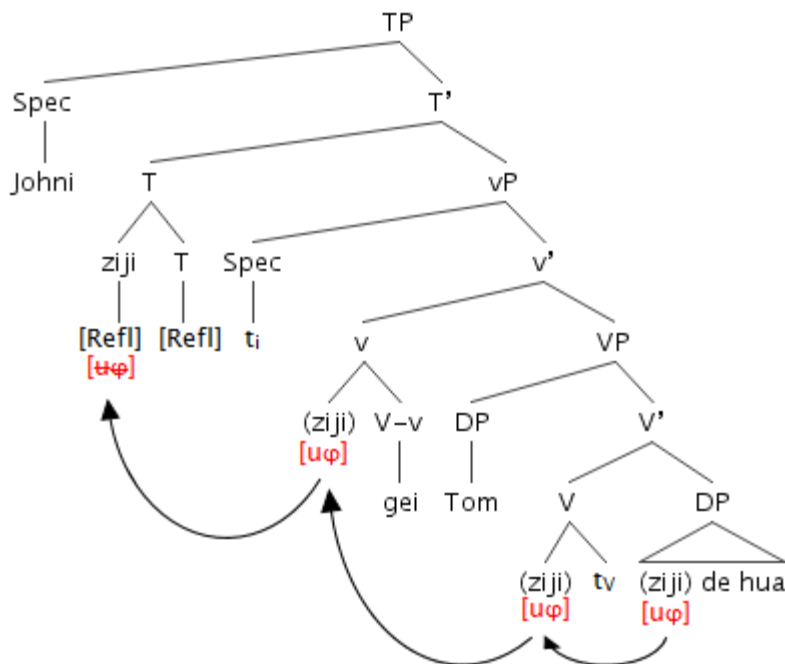 TP
Spec T’
Johni T vP
ziji T Spec v’
[Refl] [Refl] ti v VP
[uφ]
(ziji) V-v DP V’
[uφ]
gei Tom V DP
(ziji) tV (ziji) de hua
[uφ] [uφ]